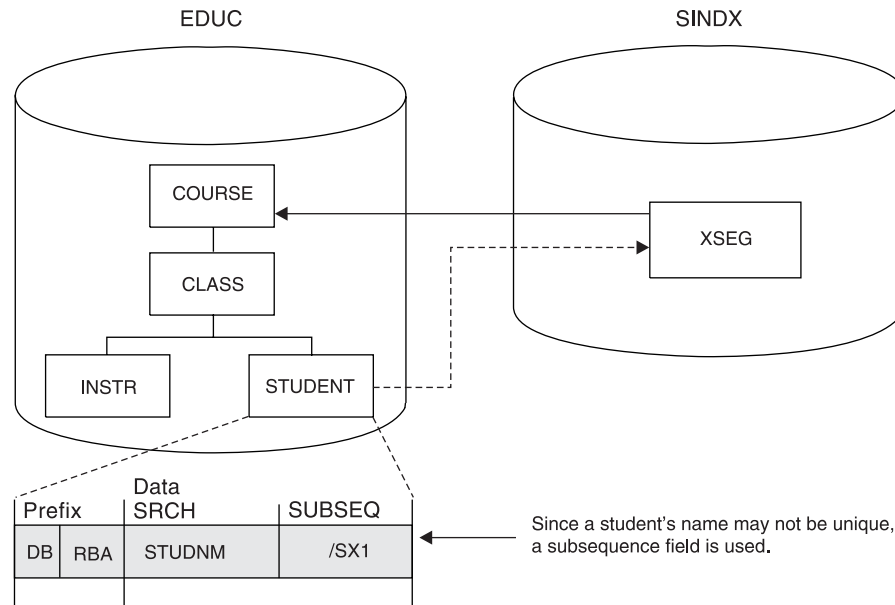 EDUC
SINDX
COURSE
XSEG
CLASS
INSTR
STUDENT
Data
Prefix
SRCH
SUBSEQ
DB
RBA
STUDNM
/SX1
Since a student's name may not be unique,
a subsequence field is used.